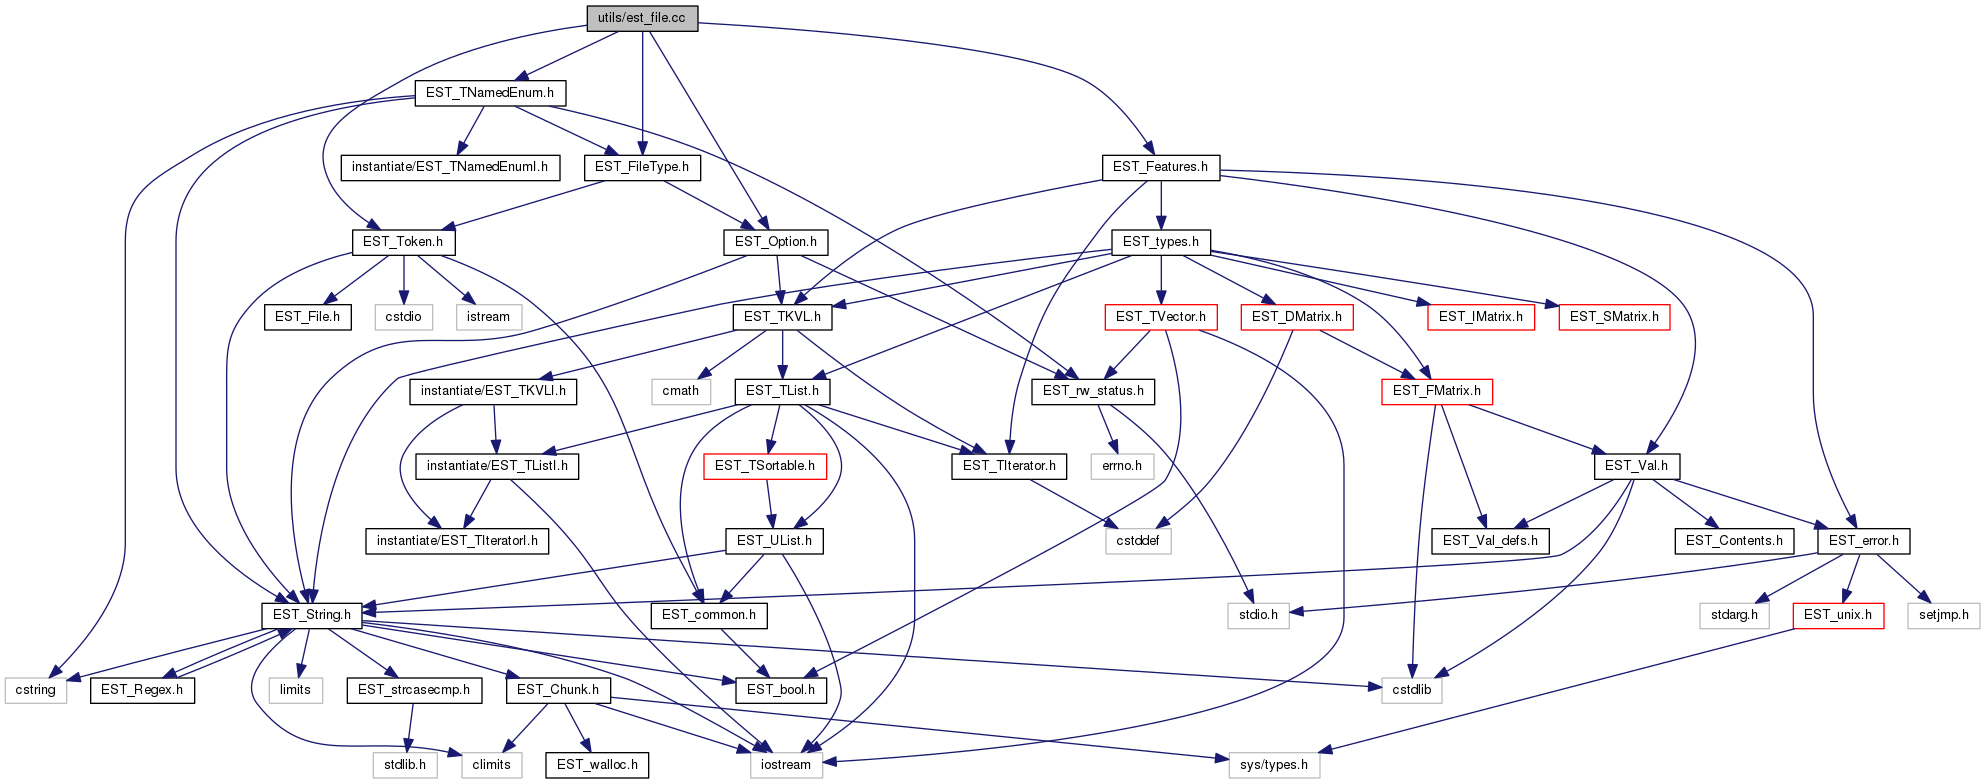 utils/est_file.cc
EST_TNamedEnum.h
instantiate/EST_TNamedEnumI.h
EST_FileType.h
EST_Features.h
EST_Token.h
EST_Option.h
EST_types.h
EST_File.h
cstdio
istream
EST_TKVL.h
EST_TVector.h
EST_DMatrix.h
EST_IMatrix.h
EST_SMatrix.h
instantiate/EST_TKVLI.h
cmath
EST_TList.h
EST_rw_status.h
EST_FMatrix.h
instantiate/EST_TListI.h
EST_TSortable.h
EST_TIterator.h
errno.h
EST_Val.h
instantiate/EST_TIteratorI.h
EST_UList.h
cstddef
EST_Val_defs.h
EST_Contents.h
EST_error.h
EST_String.h
EST_common.h
stdio.h
stdarg.h
EST_unix.h
setjmp.h
cstring
EST_Regex.h
limits
EST_strcasecmp.h
EST_Chunk.h
EST_bool.h
cstdlib
stdlib.h
climits
EST_walloc.h
iostream
sys/types.h